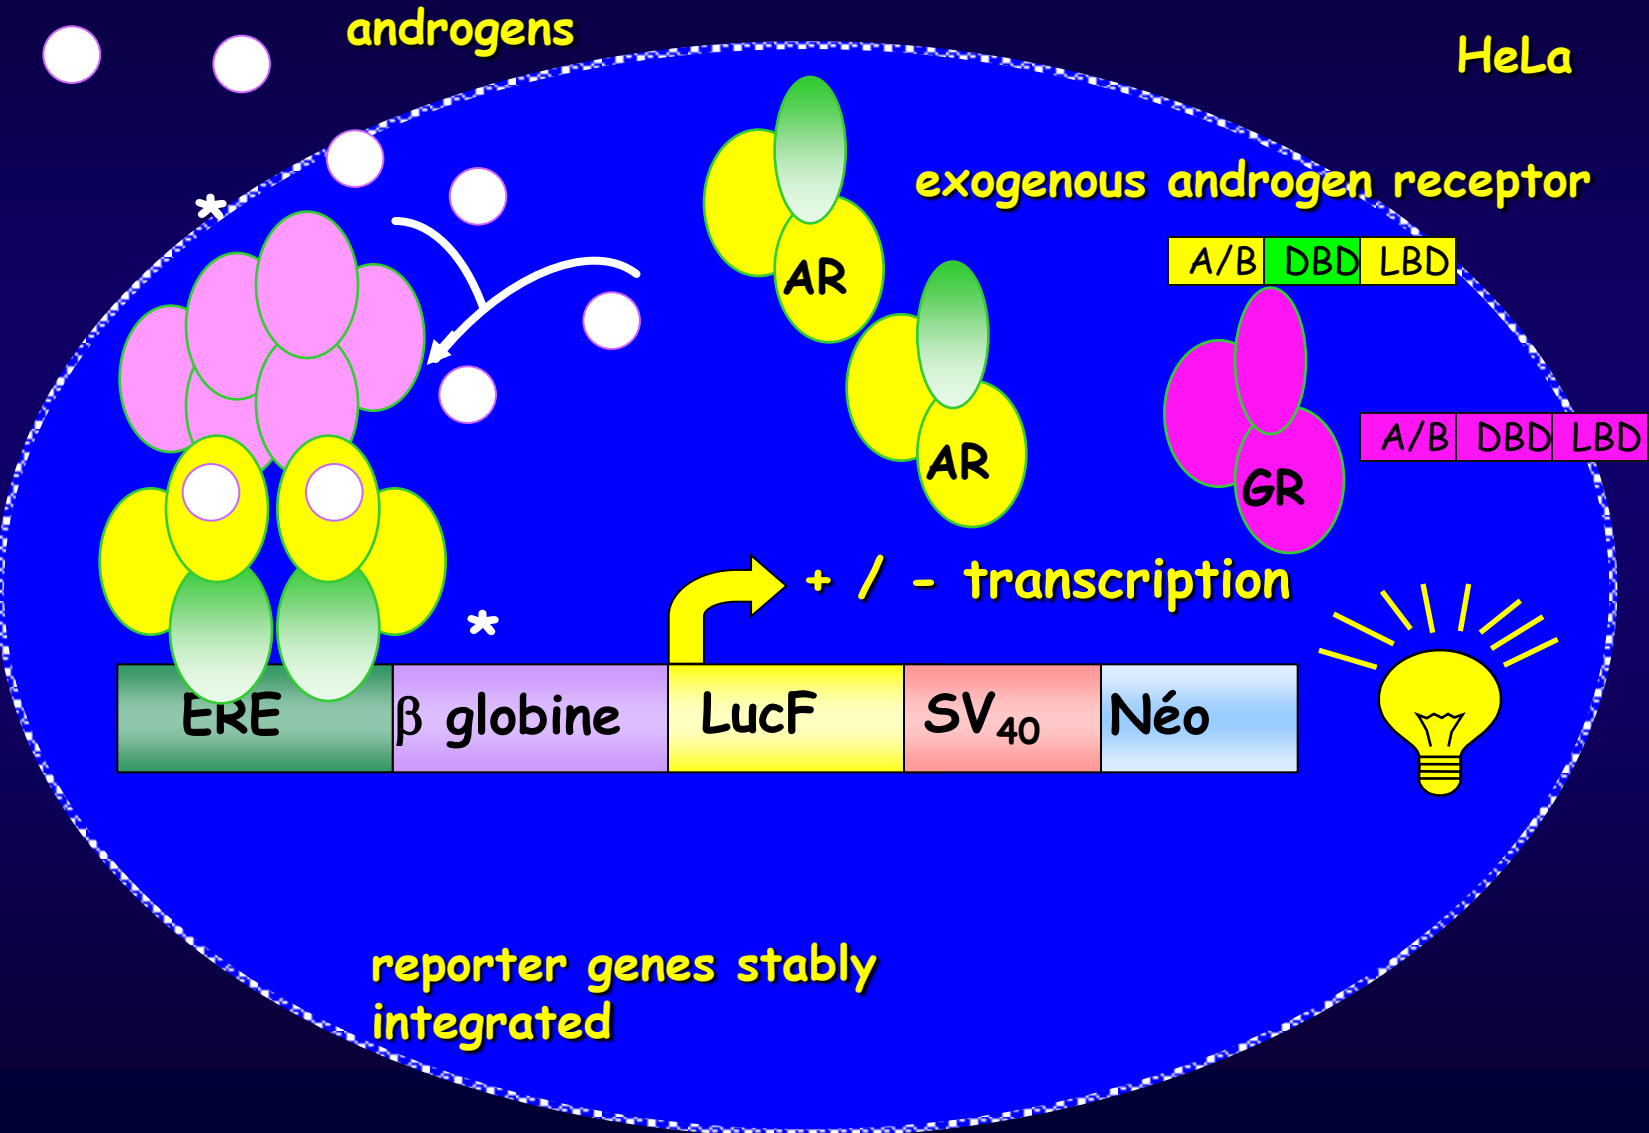 androgens
HeLa
*
exogenous androgen receptor
A/B DBD LBD
AR
AR
A/B DBD LBD
GR
+ / - transcription
*
ERE β globine LucF SV40 Néo
reporter genes stably
integrated